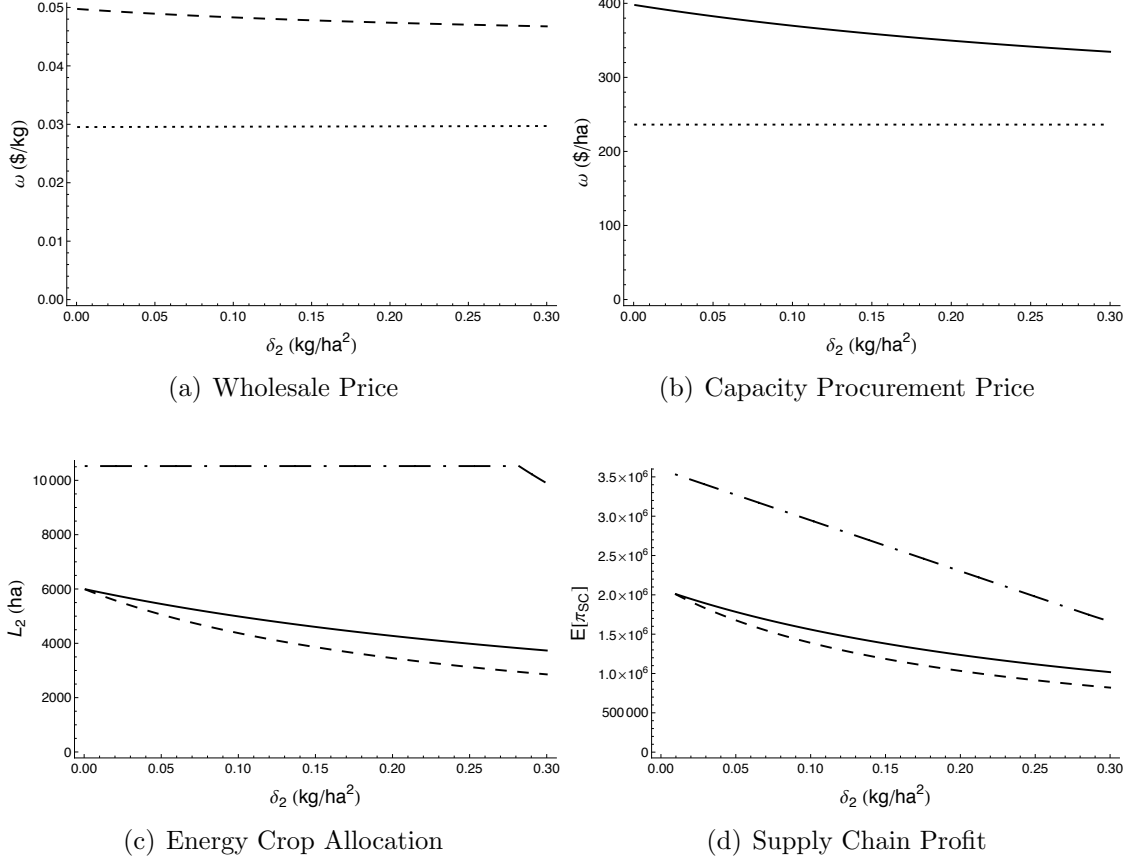 0.05
0.04
0.03
0.02
0.01
0.00
ω ($/kg)
0.00 0.05 0.10 0.15 0.20 0.25 0.30
δ₂ (kg/ha²)
(a) Wholesale Price
400
300
200
100
0
ω ($/ha)
0.00 0.05 0.10 0.15 0.20 0.25 0.30
δ₂ (kg/ha²)
(b) Capacity Procurement Price
10 000
8000
6000
4000
2000
0
L₂ (ha)
0.00 0.05 0.10 0.15 0.20 0.25 0.30
δ₂ (kg/ha²)
(c) Energy Crop Allocation
3.5×10⁶
3.0×10⁶
2.5×10⁶
2.0×10⁶
1.5×10⁶
1.0×10⁶
500 000
0
E[π_SC]
0.00 0.05 0.10 0.15 0.20 0.25 0.30
δ₂ (kg/ha²)
(d) Supply Chain Profit